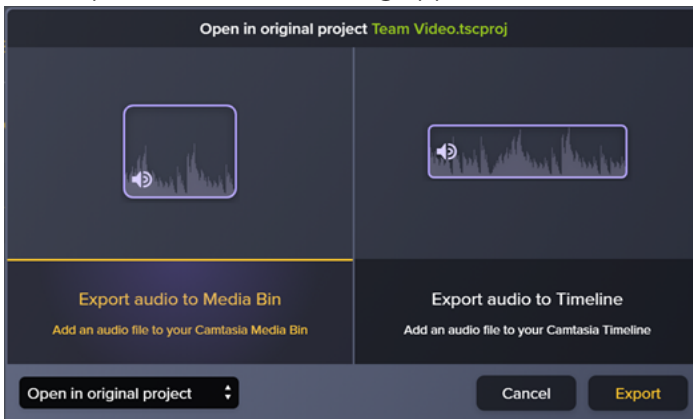 Open in original project Team Video.tscproj
Export audio to Media Bin
Add an audio file to your Camtasia Media Bin
Export audio to Timeline
Add an audio file to your Camtasia Timeline
Open in original project
Cancel
Export